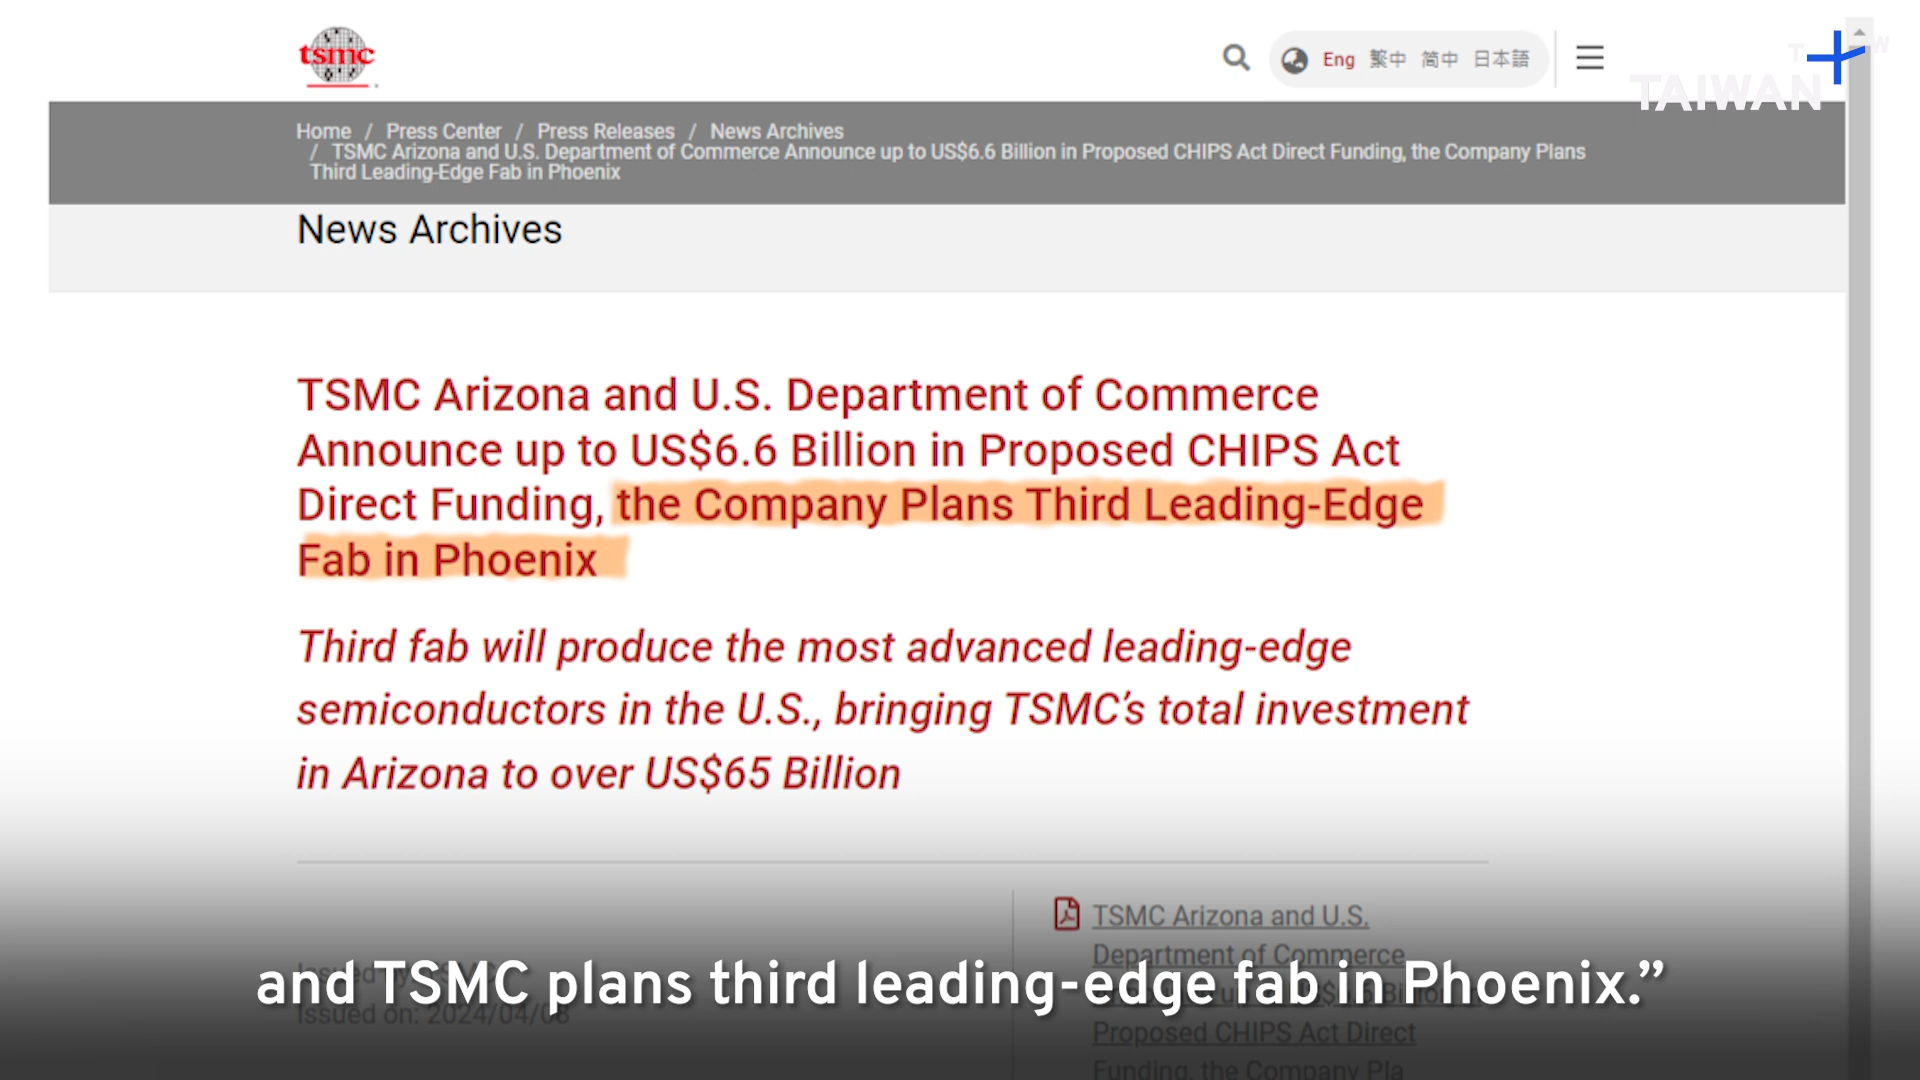 tsmc
Eng 繁中 简中 日本語
TAIWAN
Home / Press Center / Press Releases / News Archives
/ TSMC Arizona and U.S. Department of Commerce Announce up to US$6.6 Billion in Proposed CHIPS Act Direct Funding, the Company Plans
Third Leading-Edge Fab in Phoenix
News Archives
TSMC Arizona and U.S. Department of Commerce
Announce up to US$6.6 Billion in Proposed CHIPS Act
Direct Funding, the Company Plans Third Leading-Edge
Fab in Phoenix
Third fab will produce the most advanced leading-edge
semiconductors in the U.S., bringing TSMC’s total investment
in Arizona to over US$65 Billion
TSMC Arizona and U.S.
Department of Commerce
and TSMC plans third leading-edge fab in Phoenix.”
Issued on: 2024/04/08
Proposed CHIPS Act Direct
Funding, the Company Pla